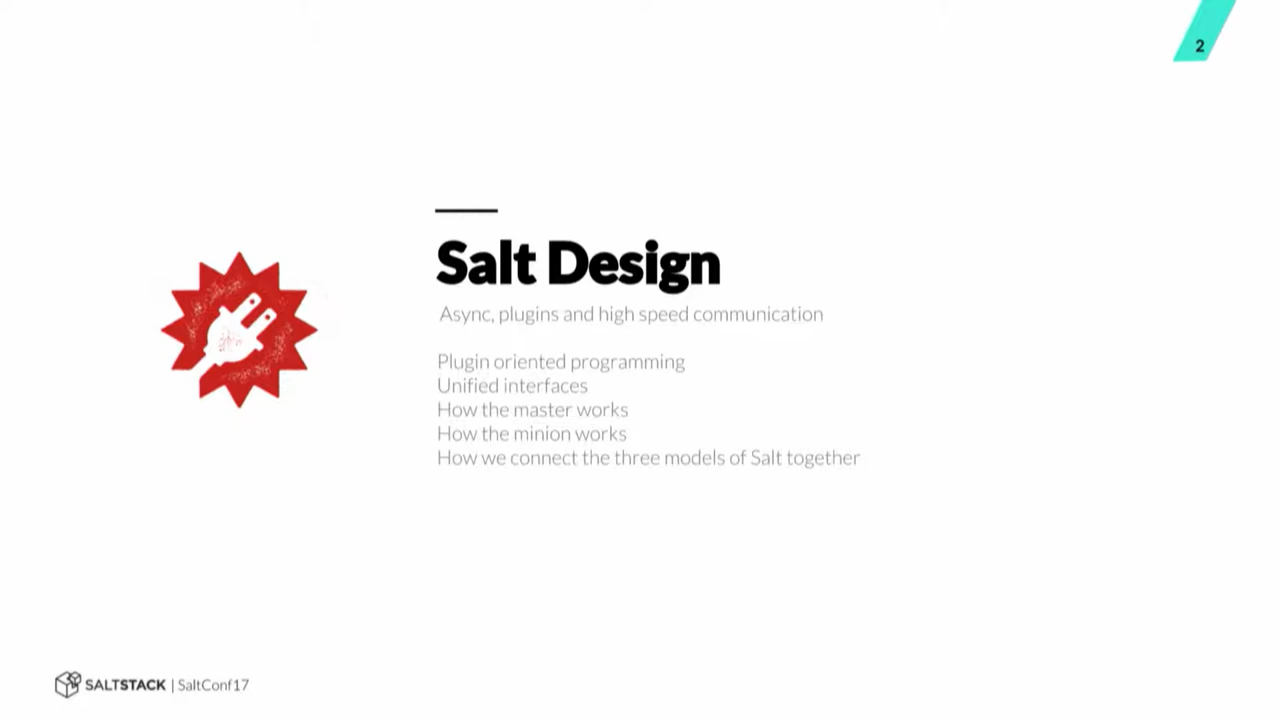 2
Salt Design
Async, plugins and high speed communication
Plugin oriented programming
Unified interfaces
How the master works
How the minion works
How we connect the three models of Salt together
SALTSTACK | SaltConf17